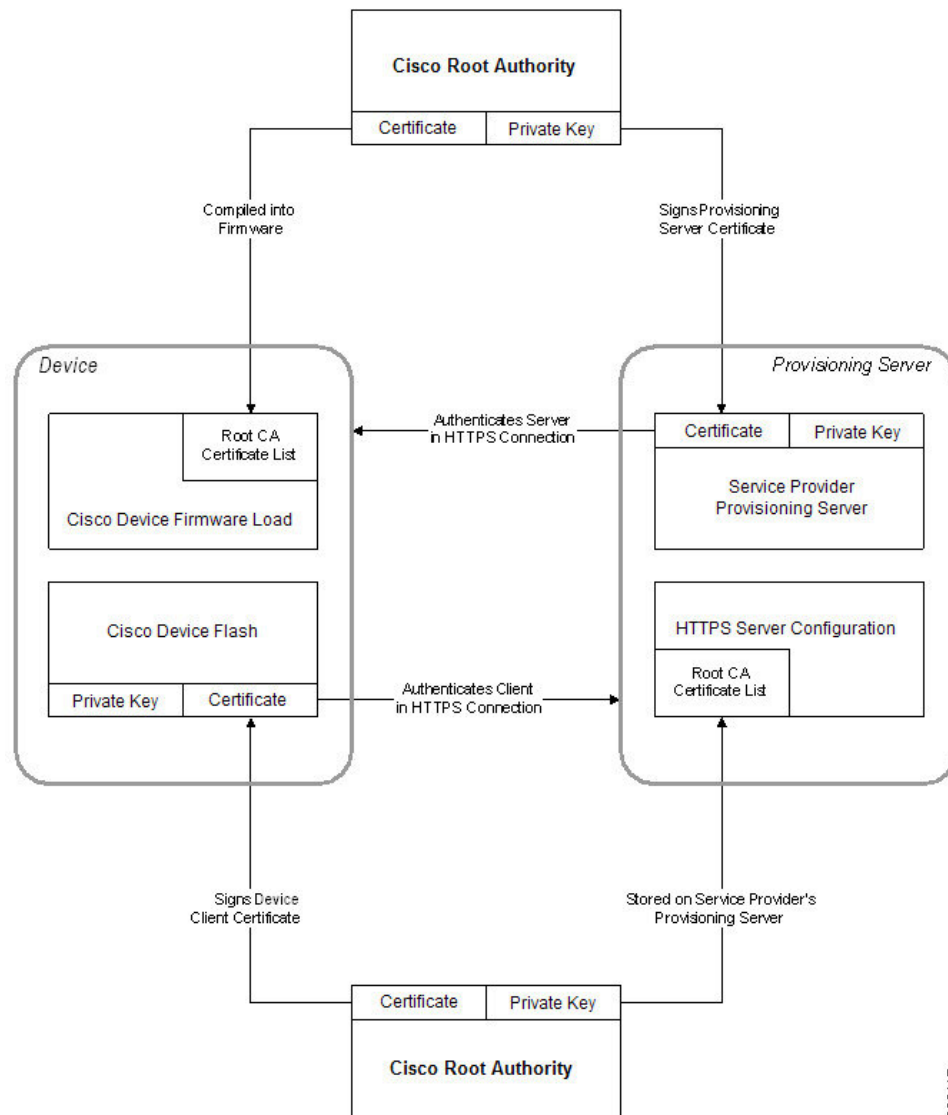 Cisco Root Authority
Certificate
Private Key
Compiled into
Firmware
Signs Provisioning
Server Certificate
Device
Provisioning Server
Root CA
Certificate List
Cisco Device Firmware Load
Authenticates Server
in HTTPS Connection
Certificate
Private Key
Service Provider
Provisioning Server
Cisco Device Flash
Private Key
Certificate
Authenticates Client
in HTTPS Connection
HTTPS Server Configuration
Root CA
Certificate List
Signs Device
Client Certificate
Stored on Service Provider's
Provisioning Server
Certificate
Private Key
Cisco Root Authority